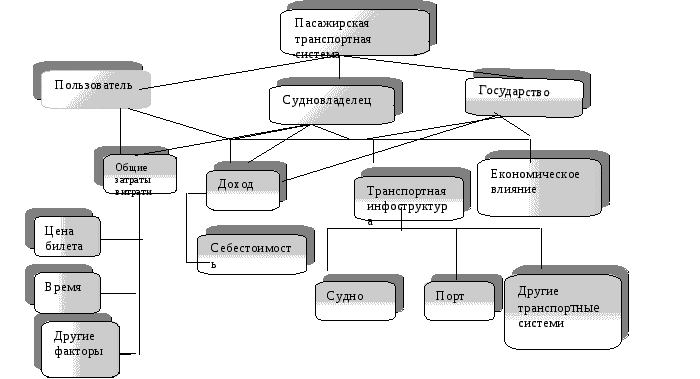 Пасажирская
транспортная
система
Пользователь
Судновладелец
Государство
Общие
затраты
витрати
Доход
Транспортная
инфоструктур
а
Економическое
влияние
Цена
билета
Себестоимост
ь
Время
Судно
Порт
Другие
транспортные
системи
Другие
факторы